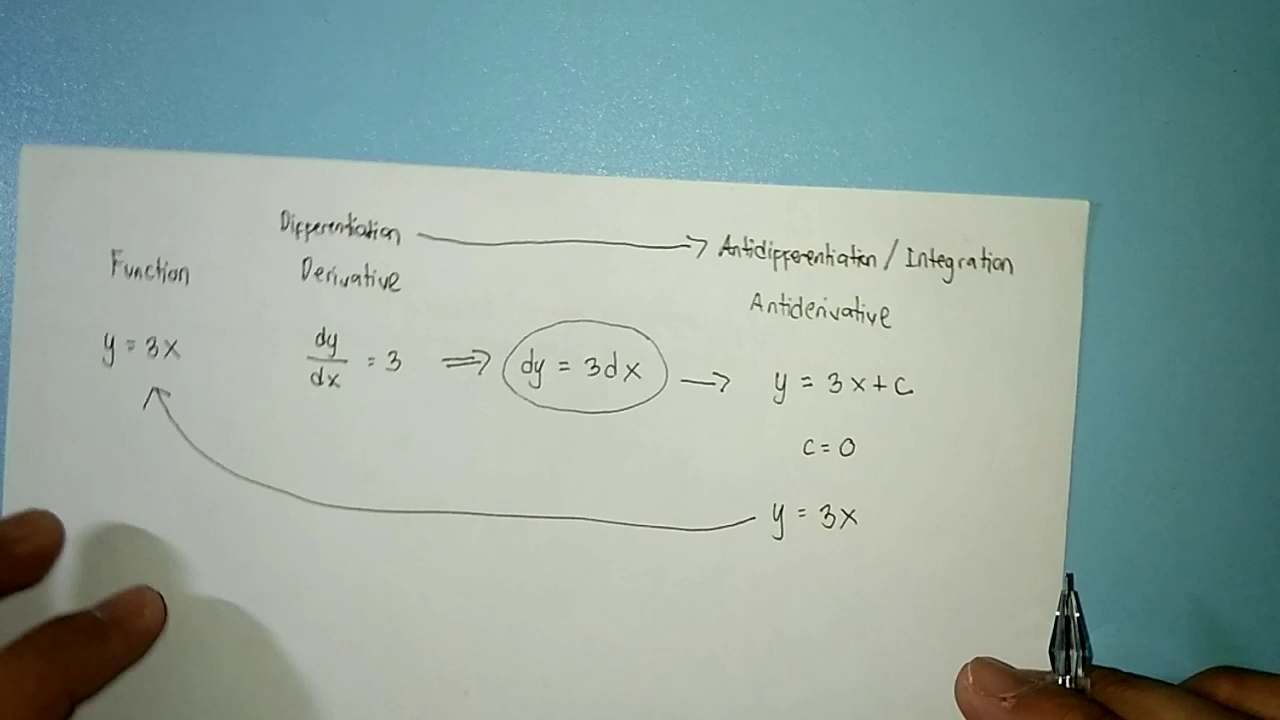 Differentiation → Antidifferentiation / Integration
Function Derivative Antiderivative
y = 3x dy/dx = 3 ⇒ dy = 3dx → y = 3x + c
c = 0
y = 3x